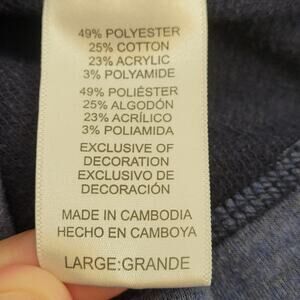 49% POLYESTER
25% COTTON
23% ACRYLIC
3% POLYAMIDE
49% POLIÉSTER
25% ALGODÓN
23% ACRÍLICO
3% POLIAMIDA
EXCLUSIVE OF
DECORATION
EXCLUSIVO DE
DECORACIÓN
MADE IN CAMBODIA
HECHO EN CAMBOYA
LARGE:GRANDE